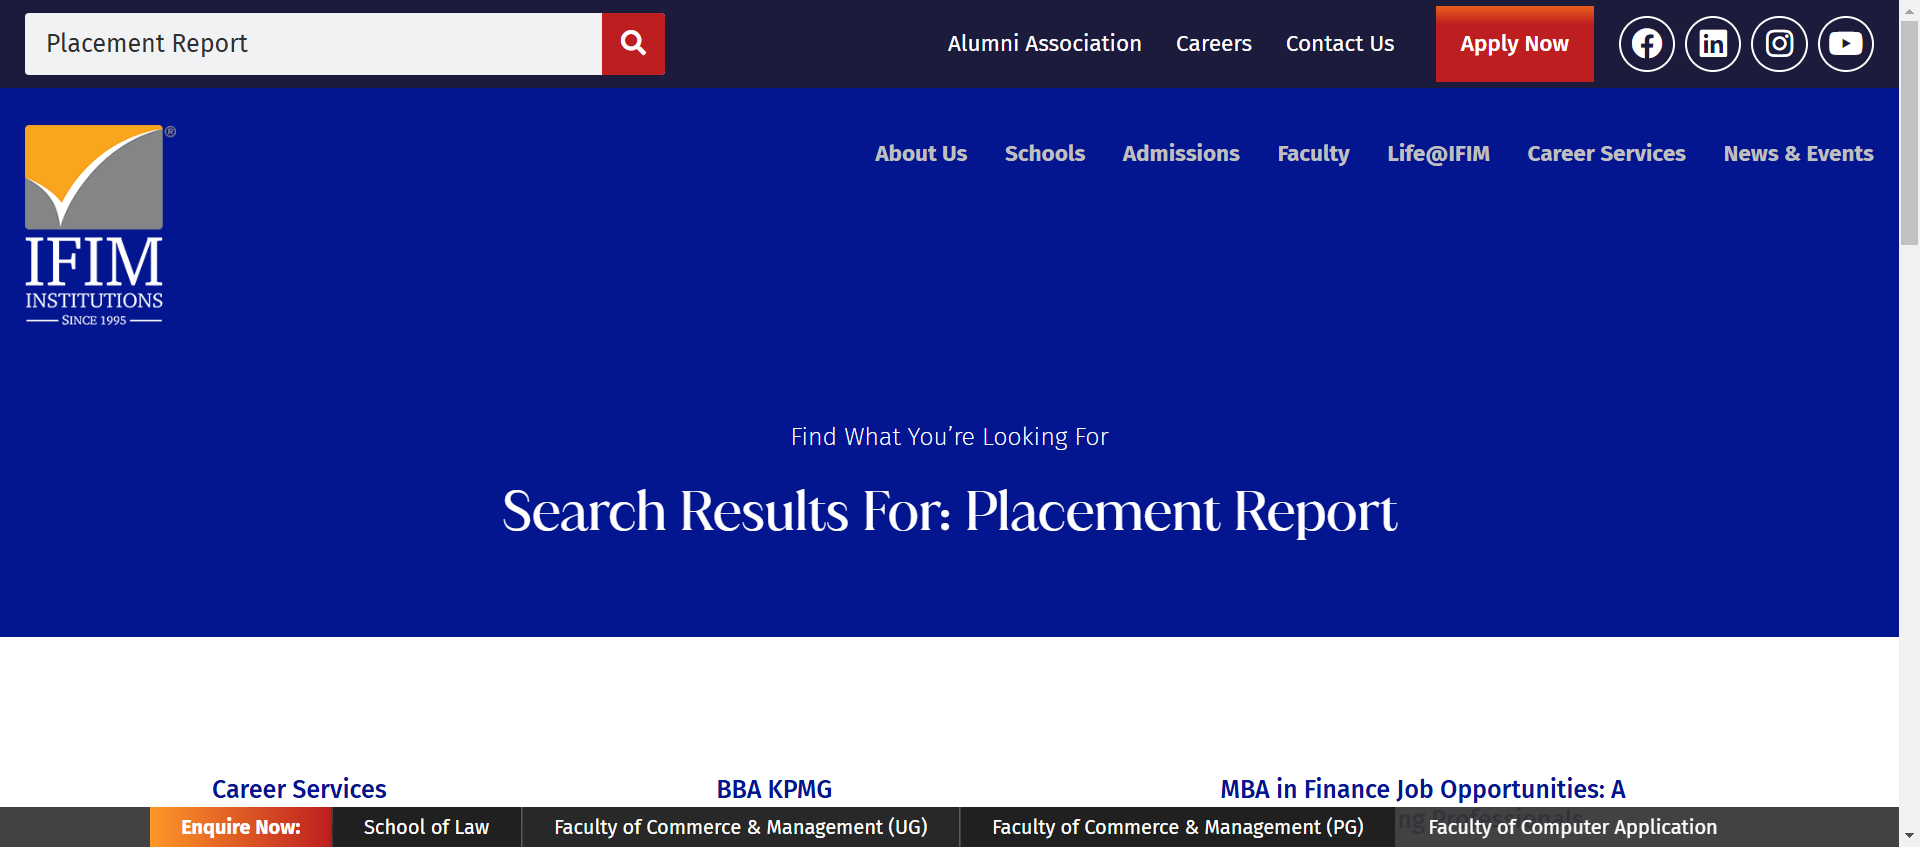 Placement Report
Alumni Association
Careers
Contact Us
Apply Now
®
IFIM
INSTITUTIONS
SINCE 1995
About Us
Schools
Admissions
Faculty
Life@IFIM
Career Services
News & Events
Find What You’re Looking For
Search Results For: Placement Report
Career Services
BBA KPMG
MBA in Finance Job Opportunities: A
Enquire Now:
School of Law
Faculty of Commerce & Management (UG)
Faculty of Commerce & Management (PG)
Faculty of Computer Application